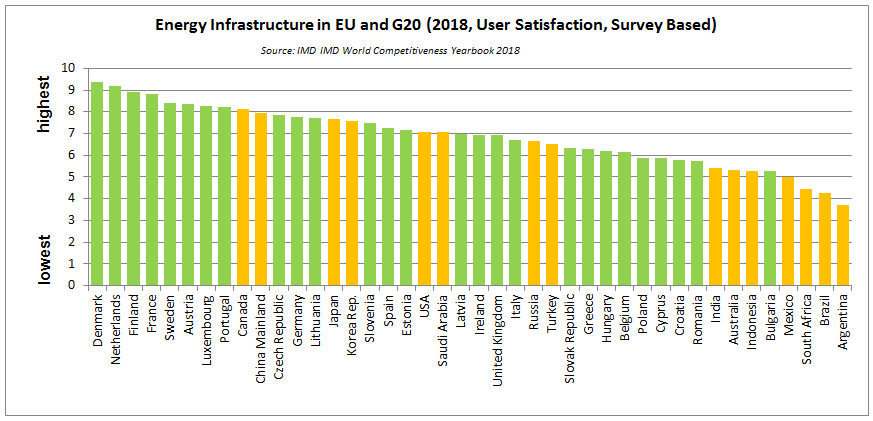 Energy Infrastructure in EU and G20 (2018, User Satisfaction, Survey Based)
Source: IMD IMD World Competitiveness Yearbook 2018
highest
lowest
10
9
8
7
6
5
4
3
2
1
0
Denmark
Netherlands
Finland
France
Sweden
Austria
Luxembourg
Portugal
Canada
China Mainland
Czech Republic
Germany
Lithuania
Japan
Korea Rep.
Slovenia
Spain
Estonia
USA
Saudi Arabia
Latvia
Ireland
United Kingdom
Italy
Russia
Turkey
Slovak Republic
Greece
Hungary
Belgium
Poland
Cyprus
Croatia
Romania
India
Australia
Indonesia
Bulgaria
Mexico
South Africa
Brazil
Argentina